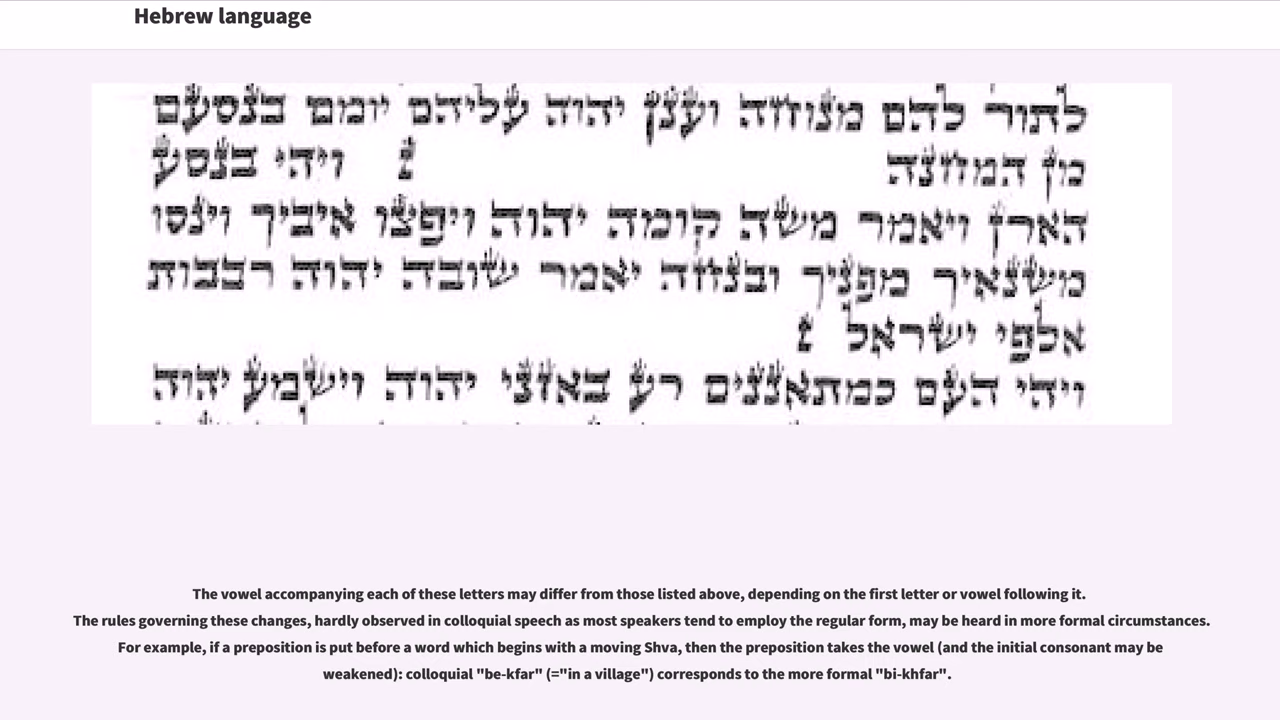 Hebrew language
לתור להם מנוחה וענן יהוה עליהם יומם בנסעם
מן המחנה ׆ ויהי בנסע
הארן ויאמר משה קומה יהוה ויפצו איביך וינסו
משנאיך מפניך ובנחה יאמר שובה יהוה רבבות
אלפי ישראל ׆
ויהי העם כמתאננים רע באזני יהוה וישמע יהוה
The vowel accompanying each of these letters may differ from those listed above, depending on the first letter or vowel following it.
The rules governing these changes, hardly observed in colloquial speech as most speakers tend to employ the regular form, may be heard in more formal circumstances.
For example, if a preposition is put before a word which begins with a moving Shva, then the preposition takes the vowel (and the initial consonant may be
weakened): colloquial "be-kfar" (="in a village") corresponds to the more formal "bi-khfar".